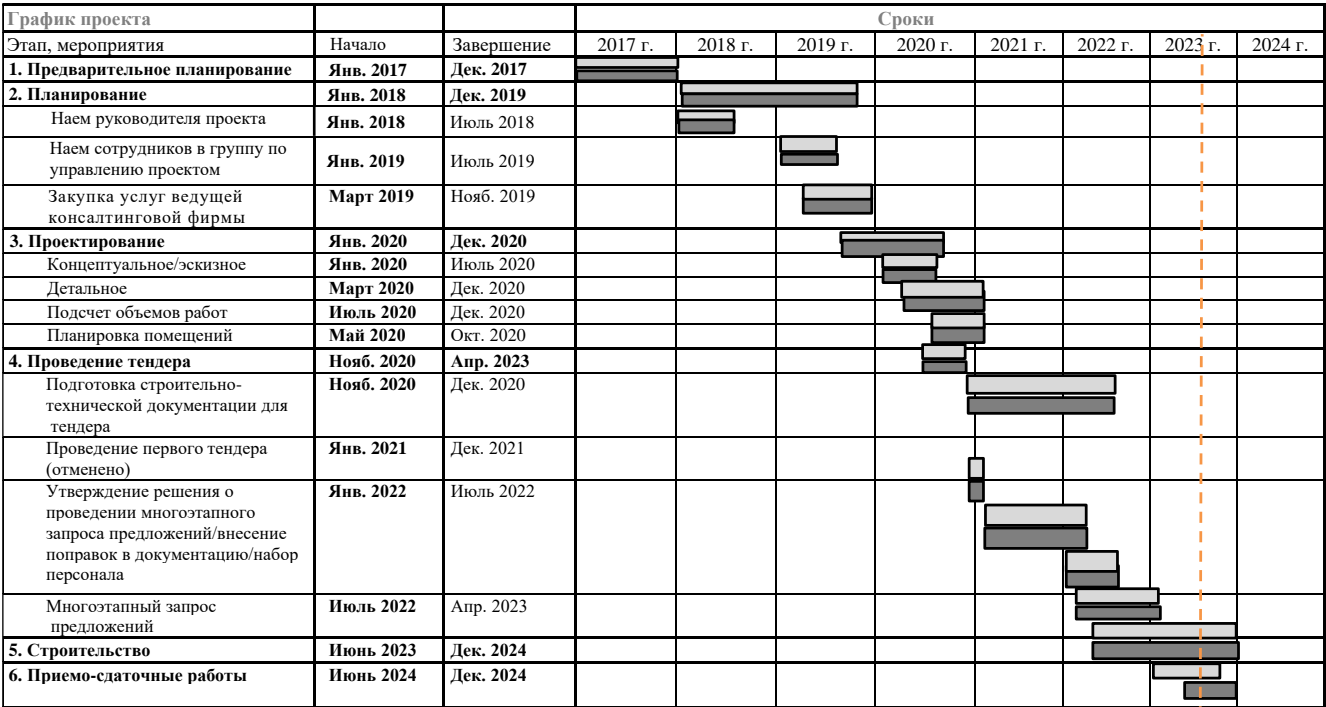 График проекта Сроки
Этап, мероприятия Начало Завершение 2017 г. 2018 г. 2019 г. 2020 г. 2021 г. 2022 г. 2023 г. 2024 г.
1. Предварительное планирование Янв. 2017 Дек. 2017
2. Планирование Янв. 2018 Дек. 2019
Наем руководителя проекта Янв. 2018 Июль 2018
Наем сотрудников в группу по
управлению проектом Янв. 2019 Июль 2019
Закупка услуг ведущей Март 2019 Нояб. 2019
консалтинговой фирмы
3. Проектирование Янв. 2020 Дек. 2020
Концептуальное/эскизное Янв. 2020 Июль 2020
Детальное Март 2020 Дек. 2020
Подсчет объемов работ Июль 2020 Дек. 2020
Планировка помещений Май 2020 Окт. 2020
4. Проведение тендера Нояб. 2020 Апр. 2023
Подготовка строительно- Нояб. 2020 Дек. 2020
технической документации для
тендера
Проведение первого тендера Янв. 2021 Дек. 2021
(отменено)
Утверждение решения о Янв. 2022 Июль 2022
проведении многоэтапного
запроса предложений/внесение
поправок в документацию/набор
персонала
Многоэтапный запрос Июль 2022 Апр. 2023
предложений
5. Строительство Июнь 2023 Дек. 2024
6. Приемо-сдаточные работы Июнь 2024 Дек. 2024